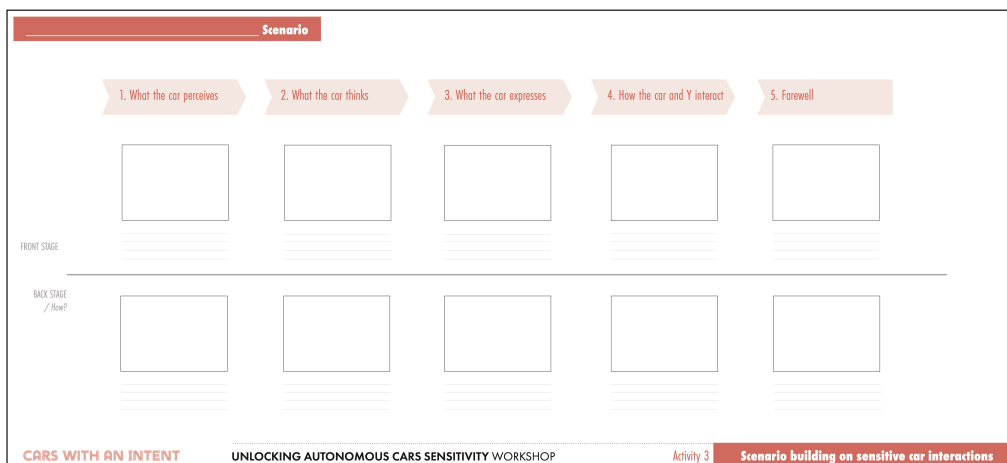 Scenario
1. What the car perceives
2. What the car thinks
3. What the car expresses
4. How the car and Y interact
5. Farewell
FRONT STAGE
BACK STAGE
/ How?
CARS WITH AN INTENT
UNLOCKING AUTONOMOUS CARS SENSITIVITY WORKSHOP
Activity 3
Scenario building on sensitive car interactions